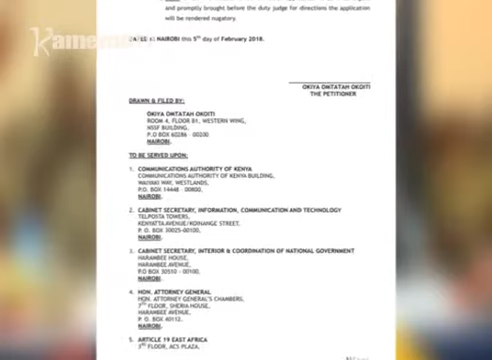 Kameme
and promptly brought before the duty judge for directions the application
will be rendered nugatory.
DATED at NAIROBI this 5th day of February 2018.
OKIYA OMTATAH OKOITI
THE PETITIONER
DRAWN & FILED BY:
OKIYA OMTATAH OKOITI
ROOM 4, FLOOR B1, WESTERN WING,
NSSF BUILDING,
P.O BOX 60286 - 00200
NAIROBI.
TO BE SERVED UPON:
1. COMMUNICATIONS AUTHORITY OF KENYA
COMMUNICATIONS AUTHORITY OF KENYA BUILDING,
WAIYAKI WAY, WESTLANDS,
P.O. BOX 14448 - 00800,
NAIROBI.
2. CABINET SECRETARY, INFORMATION, COMMUNICATION AND TECHNOLOGY
TELPOSTA TOWERS,
KENYATTA AVENUE/KOINANGE STREET,
P. O. BOX 30025-00100,
NAIROBI.
3. CABINET SECRETARY, INTERIOR & COORDINATION OF NATIONAL GOVERNMENT
HARAMBEE HOUSE,
HARAMBEE AVENUE,
P.O BOX 30510 - 00100,
NAIROBI.
4. HON. ATTORNEY GENERAL
HON. ATTORNEY GENERAL'S CHAMBERS,
7TH FLOOR, SHERIA HOUSE,
HARAMBEE AVENUE,
P. O. BOX 40112,
NAIROBI.
5. ARTICLE 19 EAST AFRICA
3RD FLOOR, ACS PLAZA,